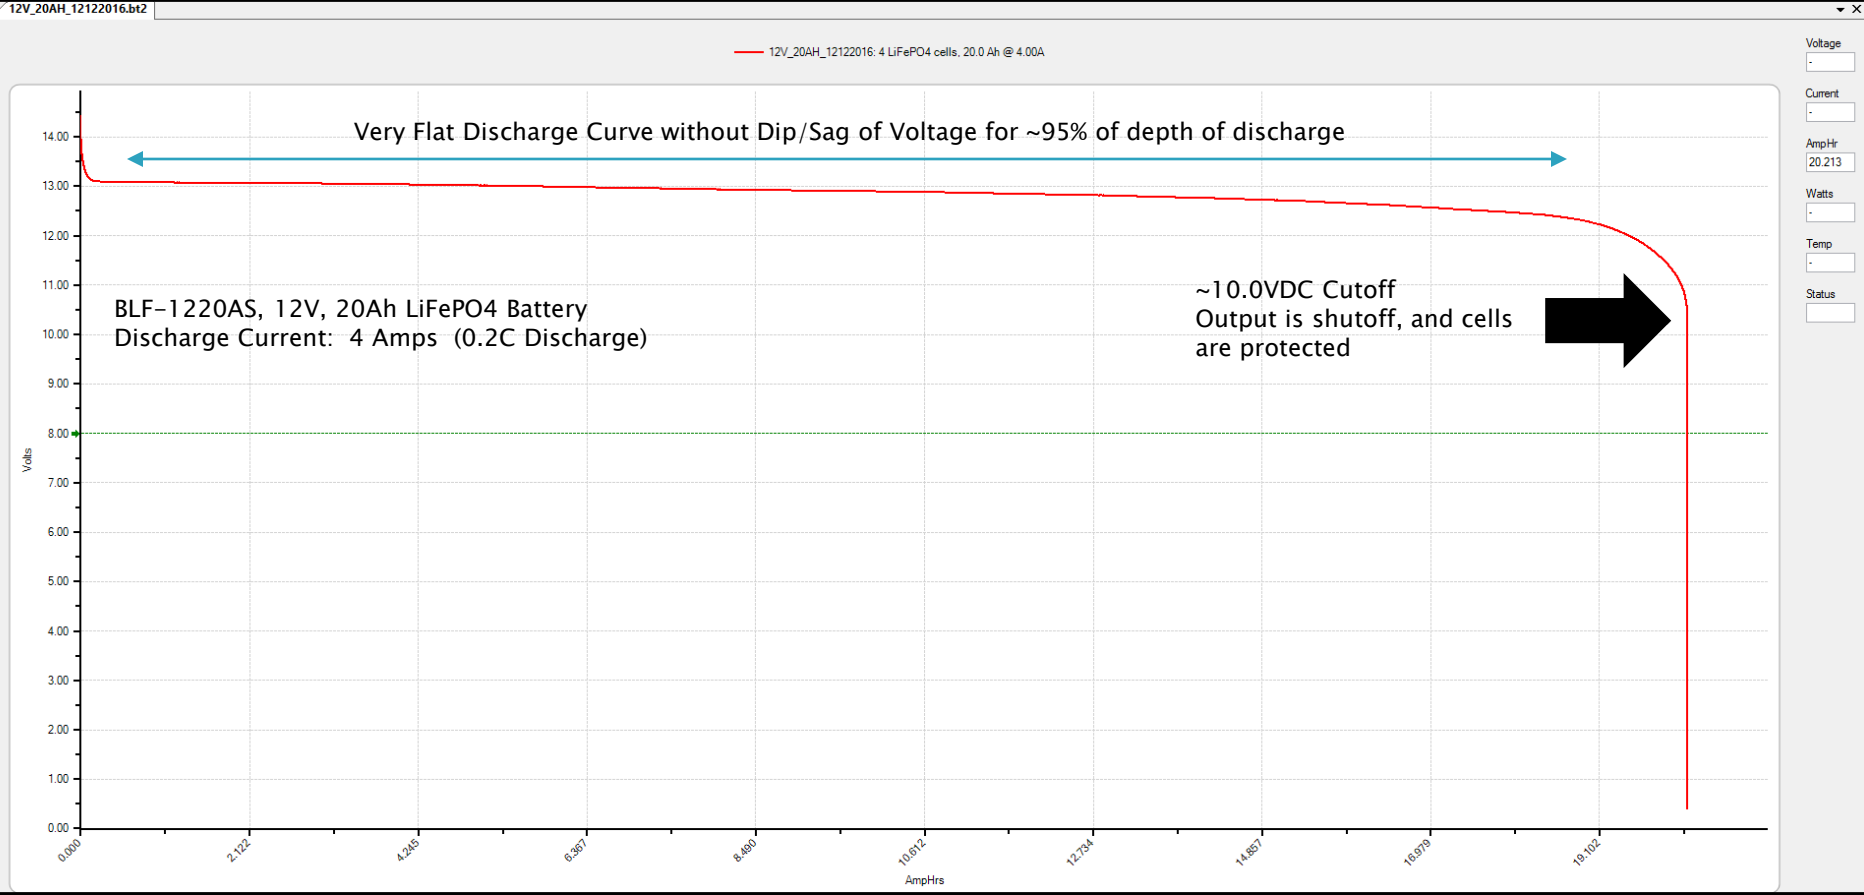 12V_20AH_12122016.bt2
12V_20AH_12122016: 4 LiFePO4 cells, 20.0 Ah @ 4.00A
Very Flat Discharge Curve without Dip/Sag of Voltage for ~95% of depth of discharge
BLF-1220AS, 12V, 20Ah LiFePO4 Battery
Discharge Current:  4 Amps  (0.2C Discharge)
~10.0VDC Cutoff
Output is shutoff, and cells
are protected
14.00
13.00
12.00
11.00
10.00
9.00
8.00
7.00
6.00
5.00
4.00
3.00
2.00
1.00
0.00
Volts
0.000
2.122
4.245
6.367
8.490
10.612
12.734
14.857
16.979
19.102
AmpHrs
Voltage
-
Current
-
AmpHr
20.213
Watts
-
Temp
-
Status